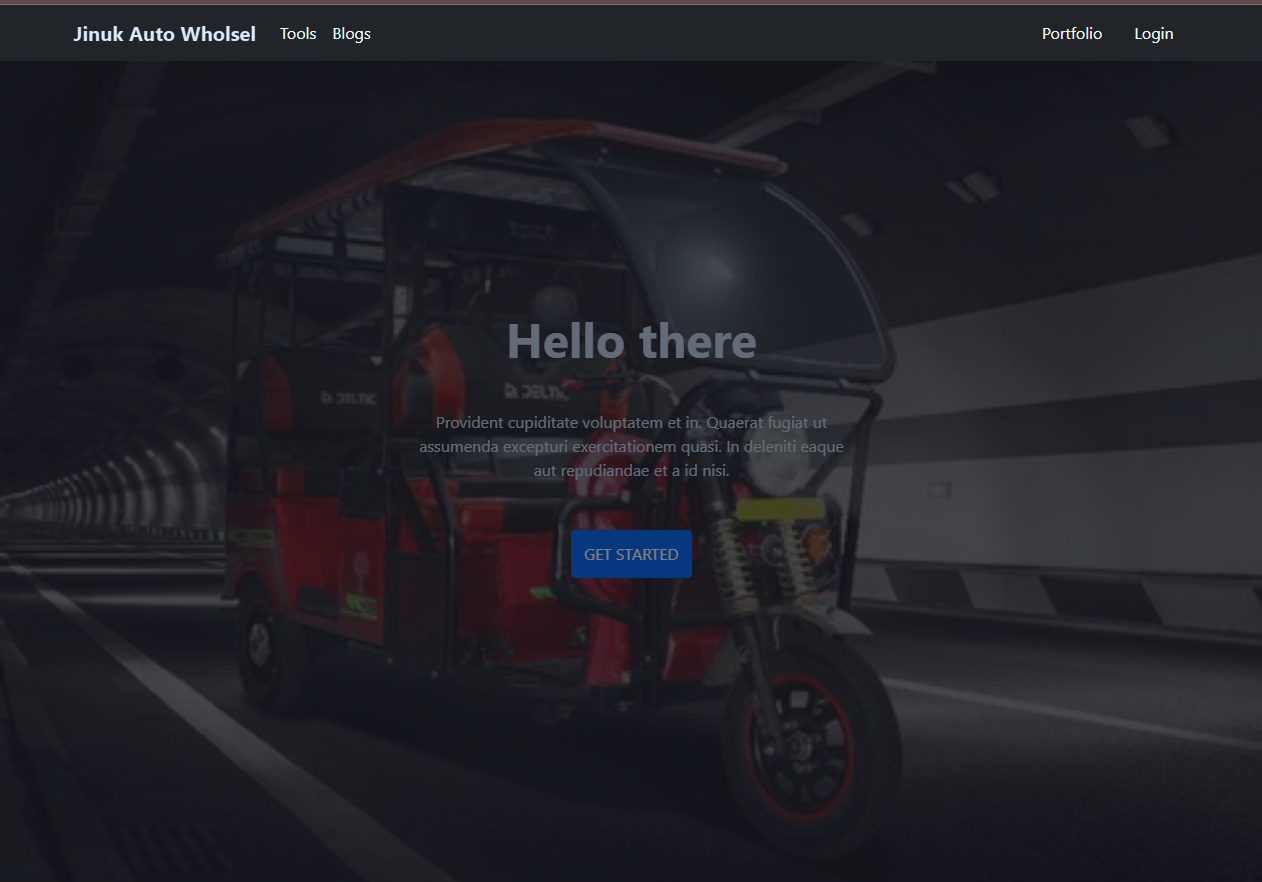 Jinuk Auto Wholsel Tools Blogs Portfolio Login
Hello there
DELTIC
Provident cupiditate voluptatem et in. Quaerat fugiat ut
assumenda excepturi exercitationem quasi. In deleniti eaque
aut repudiandae et a id nisi.
GET STARTED